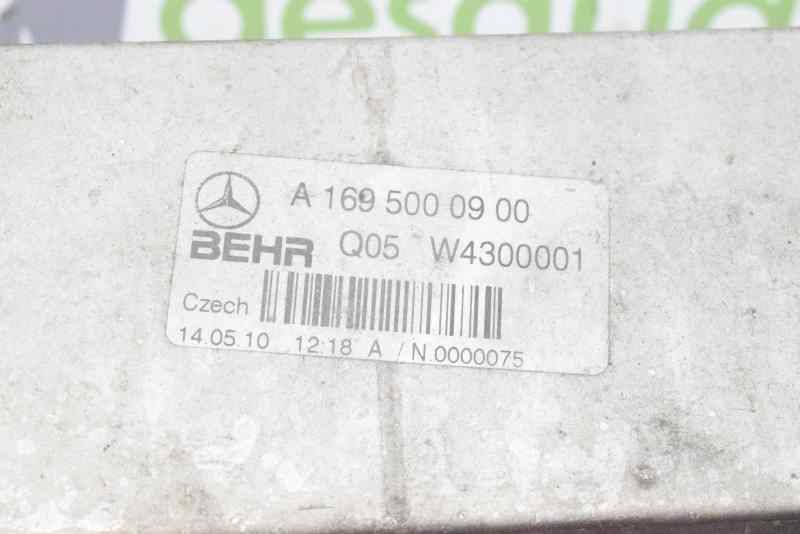 A 169 500 09 00
BEHR Q05 W4300001
Czech
14.05.10 12:18 A / N.0000075